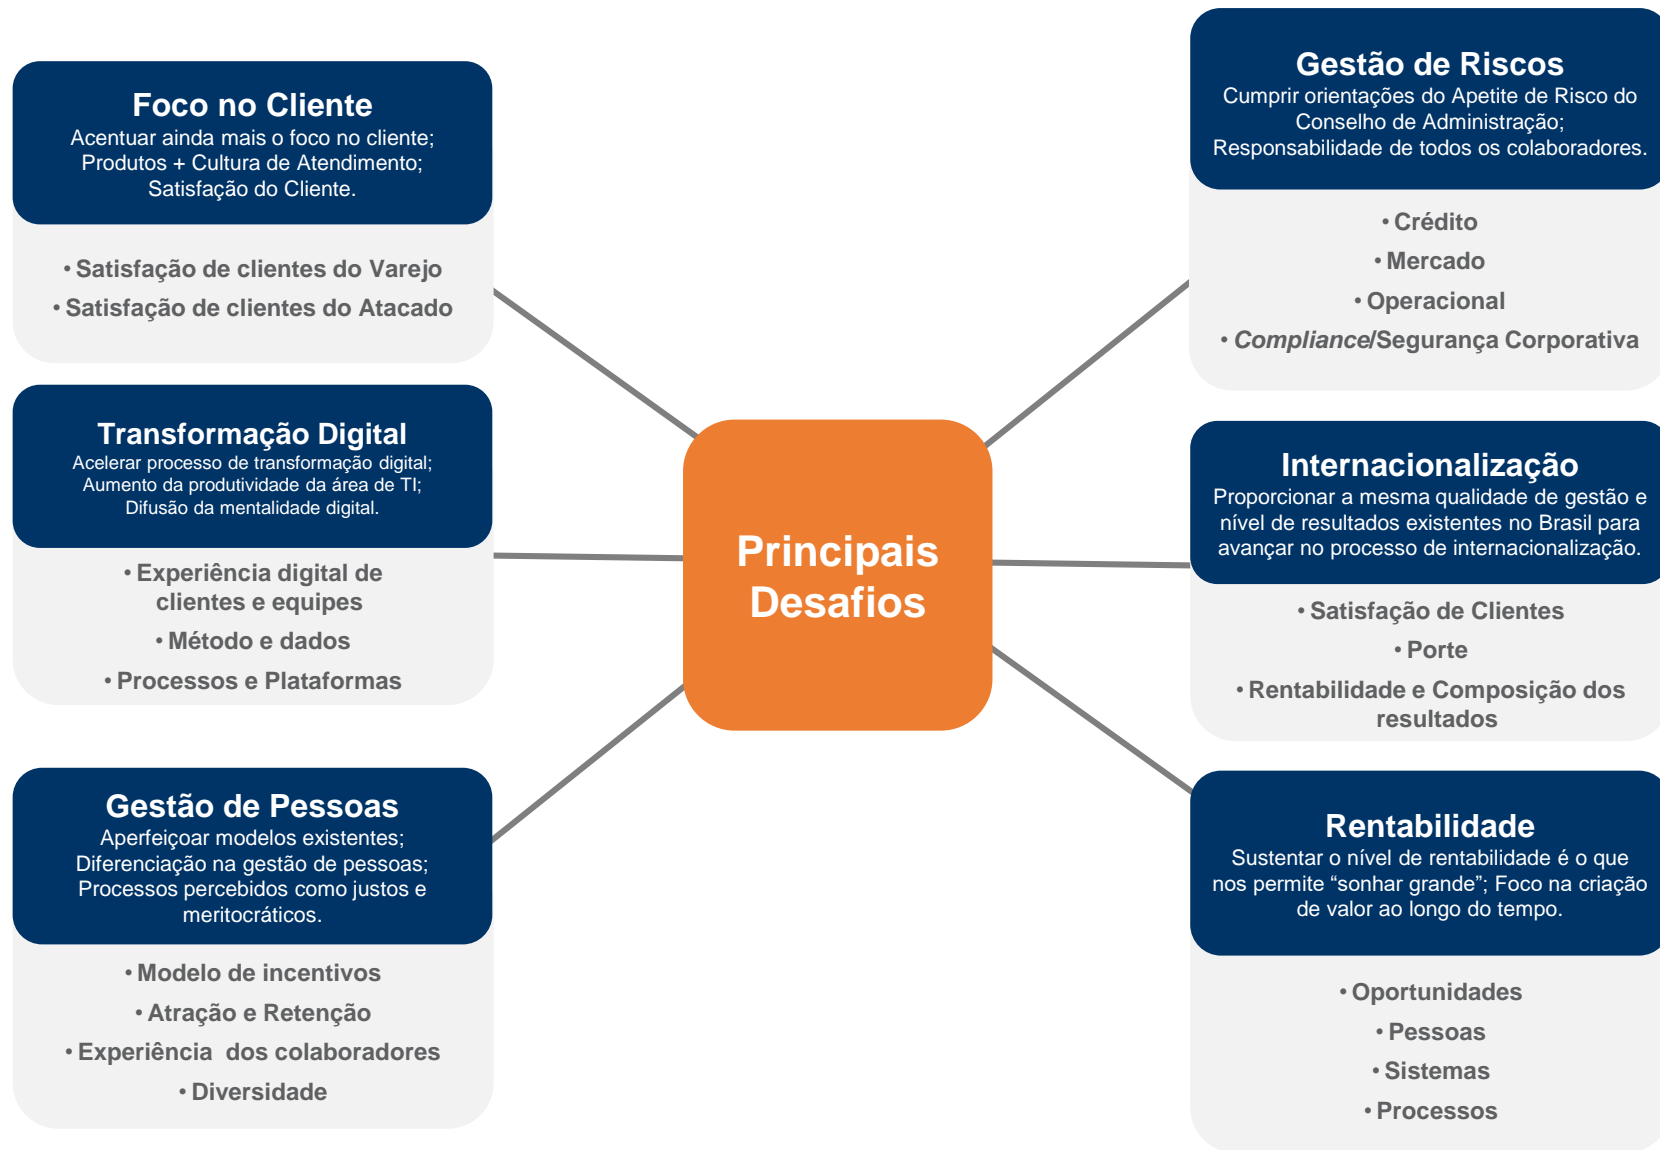 Foco no Cliente
Acentuar ainda mais o foco no cliente;
Produtos + Cultura de Atendimento;
Satisfação do Cliente.
• Satisfação de clientes do Varejo
• Satisfação de clientes do Atacado
Transformação Digital
Acelerar processo de transformação digital;
Aumento da produtividade da área de TI;
Difusão da mentalidade digital.
• Experiência digital de
clientes e equipes
• Método e dados
• Processos e Plataformas
Gestão de Pessoas
Aperfeiçoar modelos existentes;
Diferenciação na gestão de pessoas;
Processos percebidos como justos e
meritocráticos.
• Modelo de incentivos
• Atração e Retenção
• Experiência dos colaboradores
• Diversidade
Principais
Desafios
Gestão de Riscos
Cumprir orientações do Apetite de Risco do
Conselho de Administração;
Responsabilidade de todos os colaboradores.
• Crédito
• Mercado
• Operacional
• Compliance/Segurança Corporativa
Internacionalização
Proporcionar a mesma qualidade de gestão e
nível de resultados existentes no Brasil para
avançar no processo de internacionalização.
• Satisfação de Clientes
• Porte
• Rentabilidade e Composição dos
resultados
Rentabilidade
Sustentar o nível de rentabilidade é o que
nos permite “sonhar grande”; Foco na criação
de valor ao longo do tempo.
• Oportunidades
• Pessoas
• Sistemas
• Processos